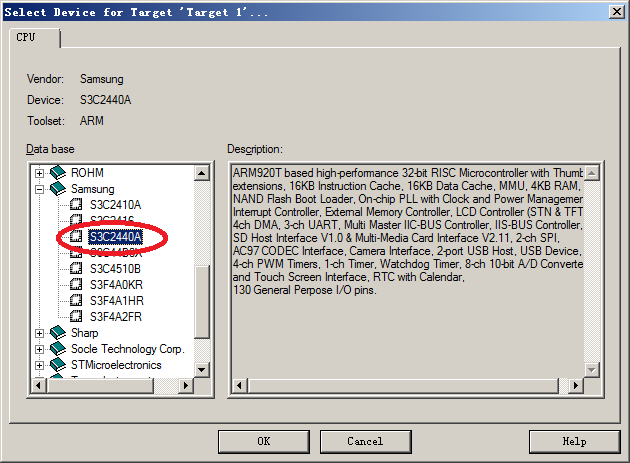 Select Device for Target 'Target 1'...
CPU
Vendor: Samsung
Device: S3C2440A
Toolset: ARM
Data base
Description:
ROHM
Samsung
S3C2410A
S3C2416
S3C2440A
S3C44B0X
S3C4510B
S3F4A0KR
S3F4A1HR
S3F4A2FR
Sharp
Socle Technology Corp.
STMicroelectronics
ARM920T based high-performance 32-bit RISC Microcontroller with Thumb
extensions, 16KB Instruction Cache, 16KB Data Cache, MMU, 4KB RAM,
NAND Flash Boot Loader, On-chip PLL with Clock and Power Management
Interrupt Controller, External Memory Controller, LCD Controller (STN & TFT
4ch DMA, 3-ch UART, Multi Master IIC-BUS Controller, IIS-BUS Controller,
SD Host Interface V1.0 & Multi-Media Card Interface V2.11, 2-ch SPI,
AC97 CODEC Interface, Camera Interface, 2-port USB Host, USB Device,
4-ch PWM Timers, 1-ch Timer, Watchdog Timer, 8-ch 10-bit A/D Converte
and Touch Screen Interface, RTC with Calendar,
130 General Perpose I/O pins.
OK
Cancel
Help